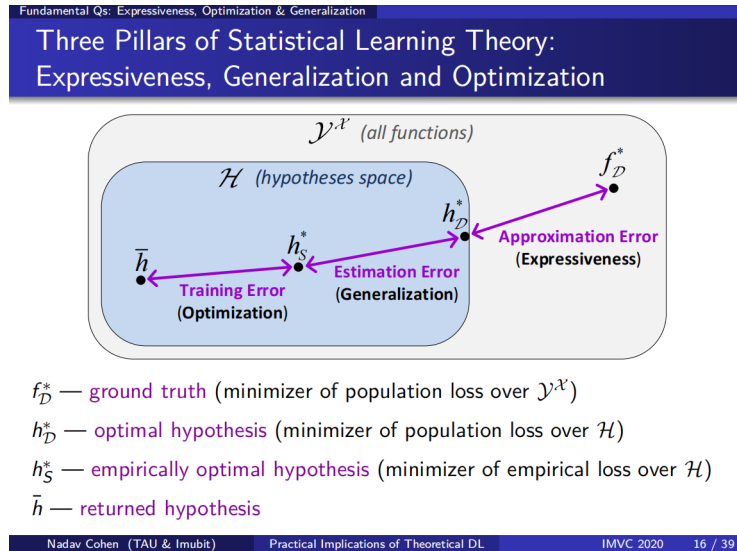 Fundamental Qs: Expressiveness, Optimization & Generalization
Three Pillars of Statistical Learning Theory:
Expressiveness, Generalization and Optimization
𝒴^𝒳 (all functions)
ℋ (hypotheses space)
f*_𝒟
h*_𝒟
h*_S
h̄
Approximation Error
(Expressiveness)
Estimation Error
(Generalization)
Training Error
(Optimization)
f*_𝒟 — ground truth (minimizer of population loss over 𝒴^𝒳)
h*_𝒟 — optimal hypothesis (minimizer of population loss over ℋ)
h*_S — empirically optimal hypothesis (minimizer of empirical loss over ℋ)
h̄ — returned hypothesis
Nadav Cohen (TAU & Imubit) Practical Implications of Theoretical DL IMVC 2020 16 / 39